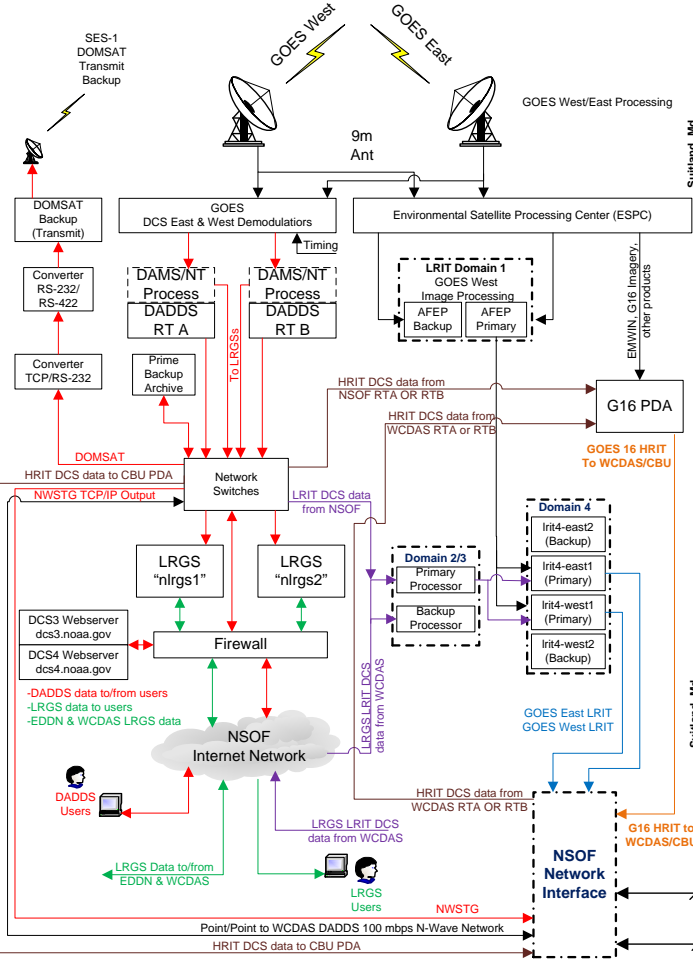 SES-1
DOMSAT
Transmit
Backup
GOES West
GOES East
GOES West/East Processing
9m
Ant
Suitland, Md
DOMSAT
Backup
(Transmit)
GOES
DCS East & West Demodulatiors
Environmental Satellite Processing Center (ESPC)
Timing
Converter
RS-232/
RS-422
DAMS/NT
Process
DADDS
RT A
DAMS/NT
Process
DADDS
RT B
To LRGSs
LRIT Domain 1
GOES West
Image Processing
AFEP
Backup
AFEP
Primary
EMWIN, G16 Imagery,
other products
Converter
TCP/RS-232
Prime
Backup
Archive
HRIT DCS data from
NSOF RTA OR RTB
HRIT DCS data from
WCDAS RTA or RTB
G16 PDA
GOES 16 HRIT
To WCDAS/CBU
DOMSAT
HRIT DCS data to CBU PDA
NWSTG TCP/IP Output
Network
Switches
LRIT DCS data
from NSOF
Domain 4
lrit4-east2
(Backup)
lrit4-east1
(Primary)
lrit4-west1
(Primary)
lrit4-west2
(Backup)
Domain 2/3
Primary
Processor
Backup
Processor
LRGS
"nlrgs1"
LRGS
"nlrgs2"
DCS3 Webserver
dcs3.noaa.gov
DCS4 Webserver
dcs4.noaa.gov
Firewall
-DADDS data to/from users
-LRGS data to users
-EDDN & WCDAS LRGS data
LRGS LRIT DCS
data from WCDAS
Suitland, Md
NSOF
Internet Network
GOES East LRIT
GOES West LRIT
DADDS
Users
HRIT DCS data from
WCDAS RTA OR RTB
LRGS LRIT DCS
data from WCDAS
G16 HRIT to
WCDAS/CBU
NSOF
Network
Interface
LRGS Data to/from
EDDN & WCDAS
LRGS
Users
NWSTG
Point/Point to WCDAS DADDS 100 mbps N-Wave Network
HRIT DCS data to CBU PDA